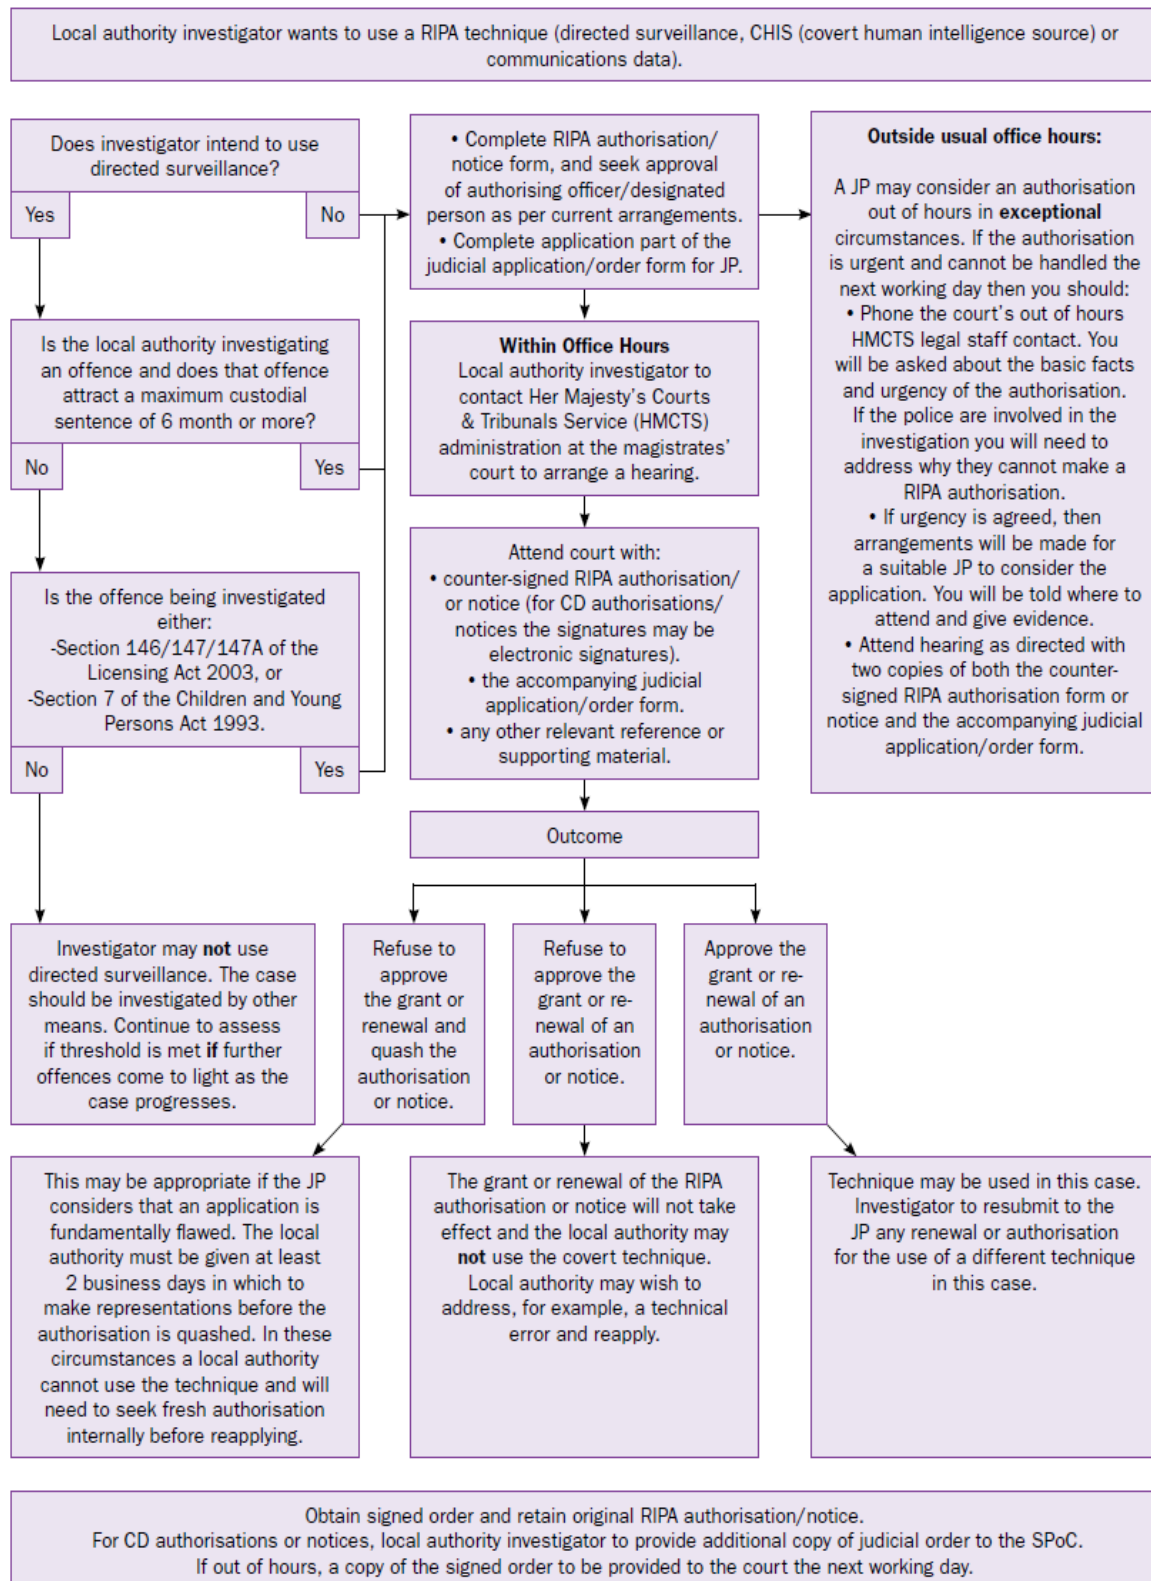 Local authority investigator wants to use a RIPA technique (directed surveillance, CHIS (covert human intelligence source) or
communications data).
Does investigator intend to use
directed surveillance?
Yes
No
Is the local authority investigating
an offence and does that offence
attract a maximum custodial
sentence of 6 month or more?
No
Yes
Is the offence being investigated
either:
-Section 146/147/147A of the
Licensing Act 2003, or
-Section 7 of the Children and Young
Persons Act 1993.
No
Yes
• Complete RIPA authorisation/
notice form, and seek approval
of authorising officer/designated
person as per current arrangements.
• Complete application part of the
judicial application/order form for JP.
Within Office Hours
Local authority investigator to
contact Her Majesty's Courts
& Tribunals Service (HMCTS)
administration at the magistrates'
court to arrange a hearing.
Attend court with:
• counter-signed RIPA authorisation/
or notice (for CD authorisations/
notices the signatures may be
electronic signatures).
• the accompanying judicial
application/order form.
• any other relevant reference or
supporting material.
Outside usual office hours:
A JP may consider an authorisation
out of hours in exceptional
circumstances. If the authorisation
is urgent and cannot be handled the
next working day then you should:
• Phone the court's out of hours
HMCTS legal staff contact. You
will be asked about the basic facts
and urgency of the authorisation.
If the police are involved in the
investigation you will need to
address why they cannot make a
RIPA authorisation.
• If urgency is agreed, then
arrangements will be made for
a suitable JP to consider the
application. You will be told where to
attend and give evidence.
• Attend hearing as directed with
two copies of both the counter-
signed RIPA authorisation form or
notice and the accompanying judicial
application/order form.
Outcome
Investigator may not use
directed surveillance. The case
should be investigated by other
means. Continue to assess
if threshold is met if further
offences come to light as the
case progresses.
Refuse to
approve
the grant or
renewal and
quash the
authorisation
or notice.
Refuse to
approve the
grant or re-
newal of an
authorisation
or notice.
Approve the
grant or re-
newal of an
authorisation
or notice.
This may be appropriate if the JP
considers that an application is
fundamentally flawed. The local
authority must be given at least
2 business days in which to
make representations before the
authorisation is quashed. In these
circumstances a local authority
cannot use the technique and will
need to seek fresh authorisation
internally before reapplying.
The grant or renewal of the RIPA
authorisation or notice will not take
effect and the local authority may
not use the covert technique.
Local authority may wish to
address, for example, a technical
error and reapply.
Technique may be used in this case.
Investigator to resubmit to the
JP any renewal or authorisation
for the use of a different technique
in this case.
Obtain signed order and retain original RIPA authorisation/notice.
For CD authorisations or notices, local authority investigator to provide additional copy of judicial order to the SPoC.
If out of hours, a copy of the signed order to be provided to the court the next working day.